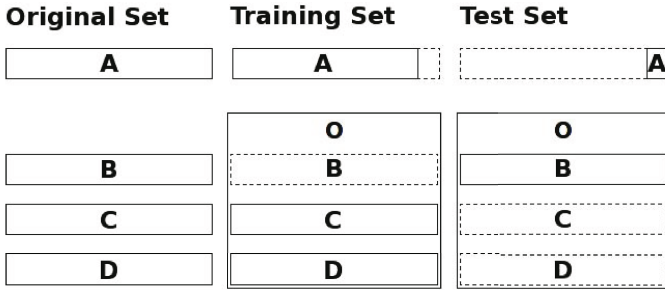 Original Set Training Set Test Set
A A A
O O
B B B
C C C
D D D